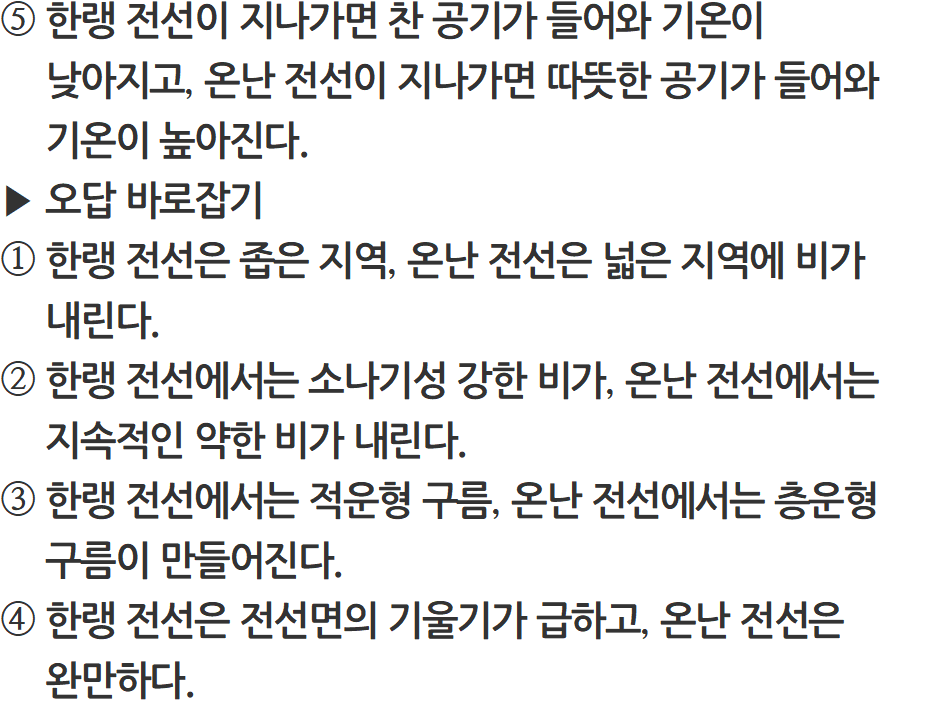 ⑤ 한랭 전선이 지나가면 찬 공기가 들어와 기온이
낮아지고, 온난 전선이 지나가면 따뜻한 공기가 들어와
기온이 높아진다.
▶ 오답 바로잡기
① 한랭 전선은 좁은 지역, 온난 전선은 넓은 지역에 비가
내린다.
② 한랭 전선에서는 소나기성 강한 비가, 온난 전선에서는
지속적인 약한 비가 내린다.
③ 한랭 전선에서는 적운형 구름, 온난 전선에서는 층운형
구름이 만들어진다.
④ 한랭 전선은 전선면의 기울기가 급하고, 온난 전선은
완만하다.